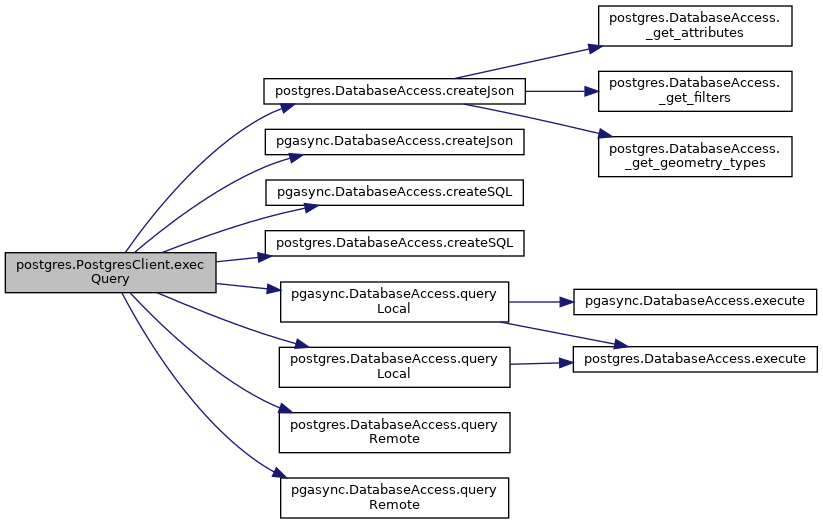 postgres.PostgresClient.exec
Query
postgres.DatabaseAccess.createJson
postgres.DatabaseAccess.
_get_attributes
postgres.DatabaseAccess.
_get_filters
postgres.DatabaseAccess.
_get_geometry_types
pgasync.DatabaseAccess.createJson
pgasync.DatabaseAccess.createSQL
postgres.DatabaseAccess.createSQL
pgasync.DatabaseAccess.query
Local
pgasync.DatabaseAccess.execute
postgres.DatabaseAccess.execute
postgres.DatabaseAccess.query
Local
postgres.DatabaseAccess.query
Remote
pgasync.DatabaseAccess.query
Remote